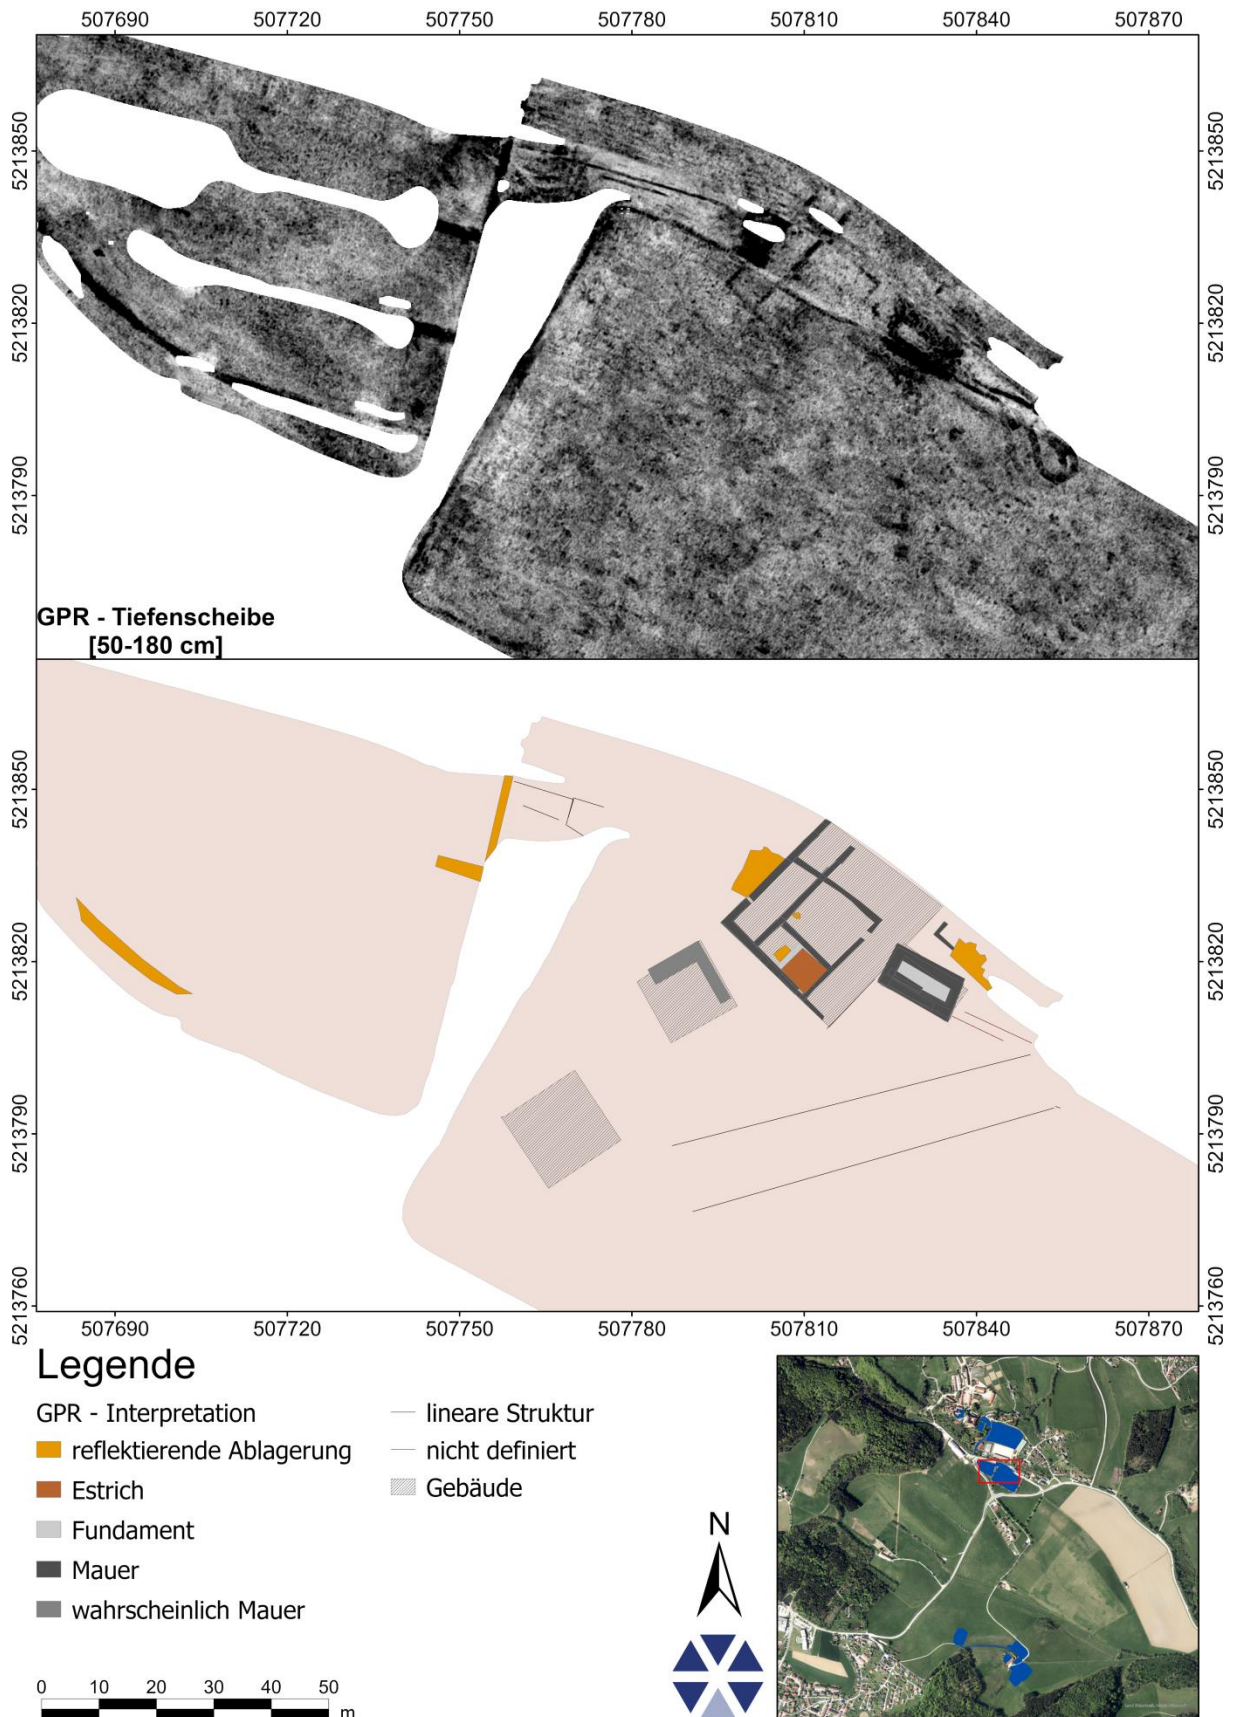 507690 507720 507750 507780 507810 507840 507870
5213850 5213850
5213820 5213820
5213790 5213790
GPR - Tiefenscheibe
[50-180 cm]
5213850 5213850
5213820 5213820
5213790 5213790
5213760 5213760
507690 507720 507750 507780 507810 507840 507870
Legende
GPR - Interpretation
reflektierende Ablagerung
Estrich
Fundament
Mauer
wahrscheinlich Mauer
lineare Struktur
nicht definiert
Gebäude
N
0 10 20 30 40 50
m